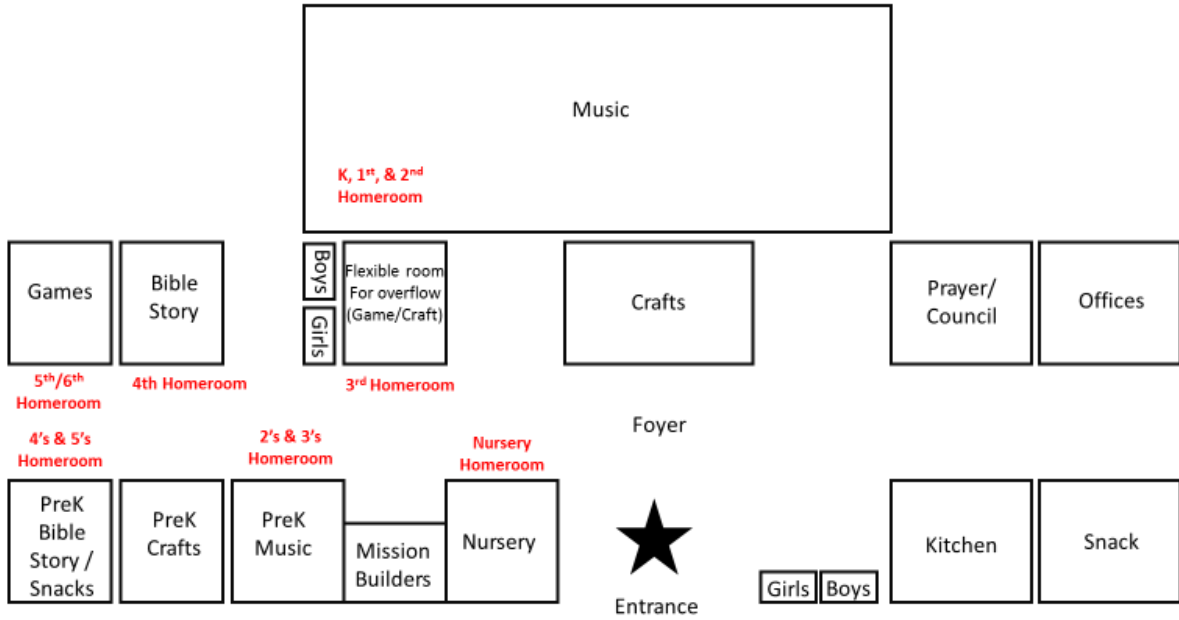 Music
K, 1st, & 2nd
Homeroom
Games
Bible
Story
Boys
Girls
Flexible room
For overflow
(Game/Craft)
Crafts
Prayer/
Council
Offices
5th/6th
Homeroom
4th Homeroom
3rd Homeroom
Foyer
4's & 5's
Homeroom
2's & 3's
Homeroom
Nursery
Homeroom
PreK
Bible
Story /
Snacks
PreK
Crafts
PreK
Music
Mission
Builders
Nursery
Entrance
Girls
Boys
Kitchen
Snack